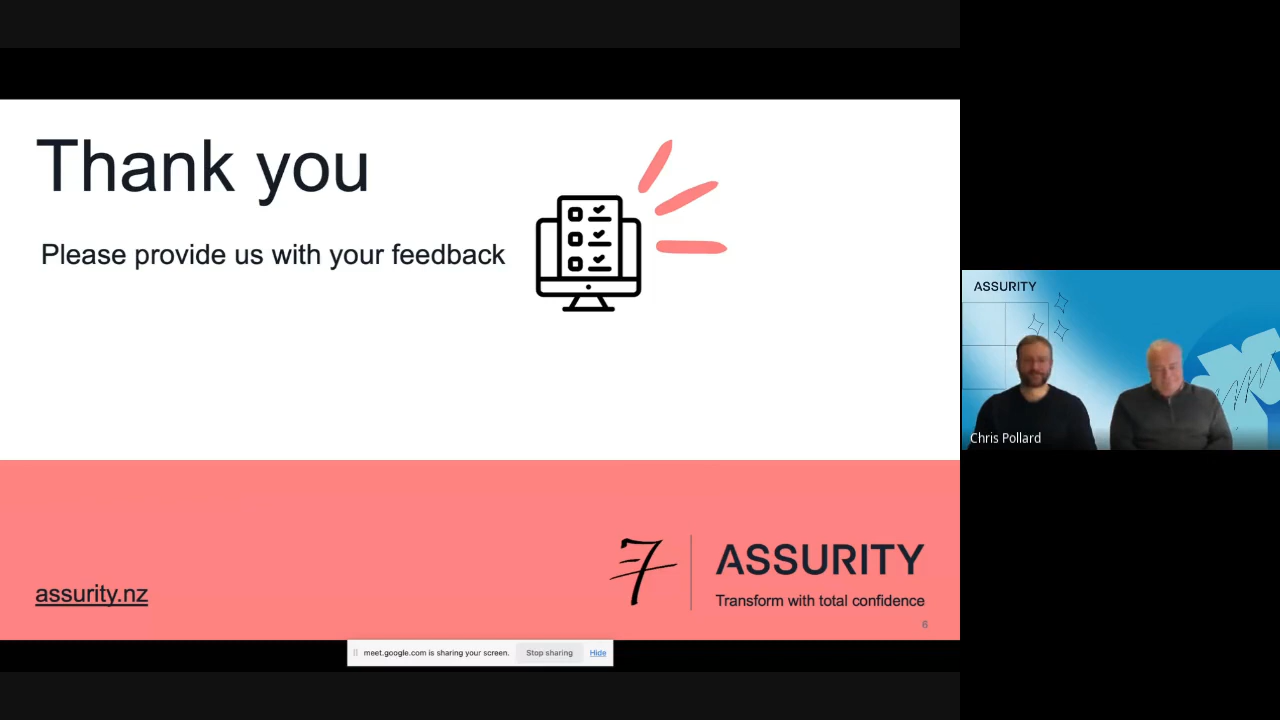 Thank you
Please provide us with your feedback
assurity.nz
ASSURITY
Transform with total confidence
6
meet.google.com is sharing your screen.
Stop sharing
Hide
ASSURITY
Chris Pollard